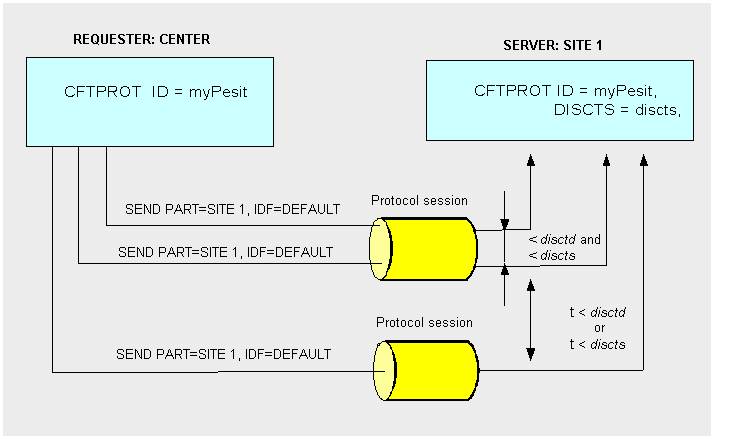 REQUESTER: CENTER
SERVER: SITE 1
CFTPROT ID = myPesit
CFTPROT ID = myPesit,
DISCTS = discts,
Protocol session
SEND PART=SITE 1, IDF=DEFAULT
SEND PART=SITE 1, IDF=DEFAULT
< disctd and
< discts
Protocol session
t < disctd
or
t < discts
SEND PART=SITE 1, IDF=DEFAULT